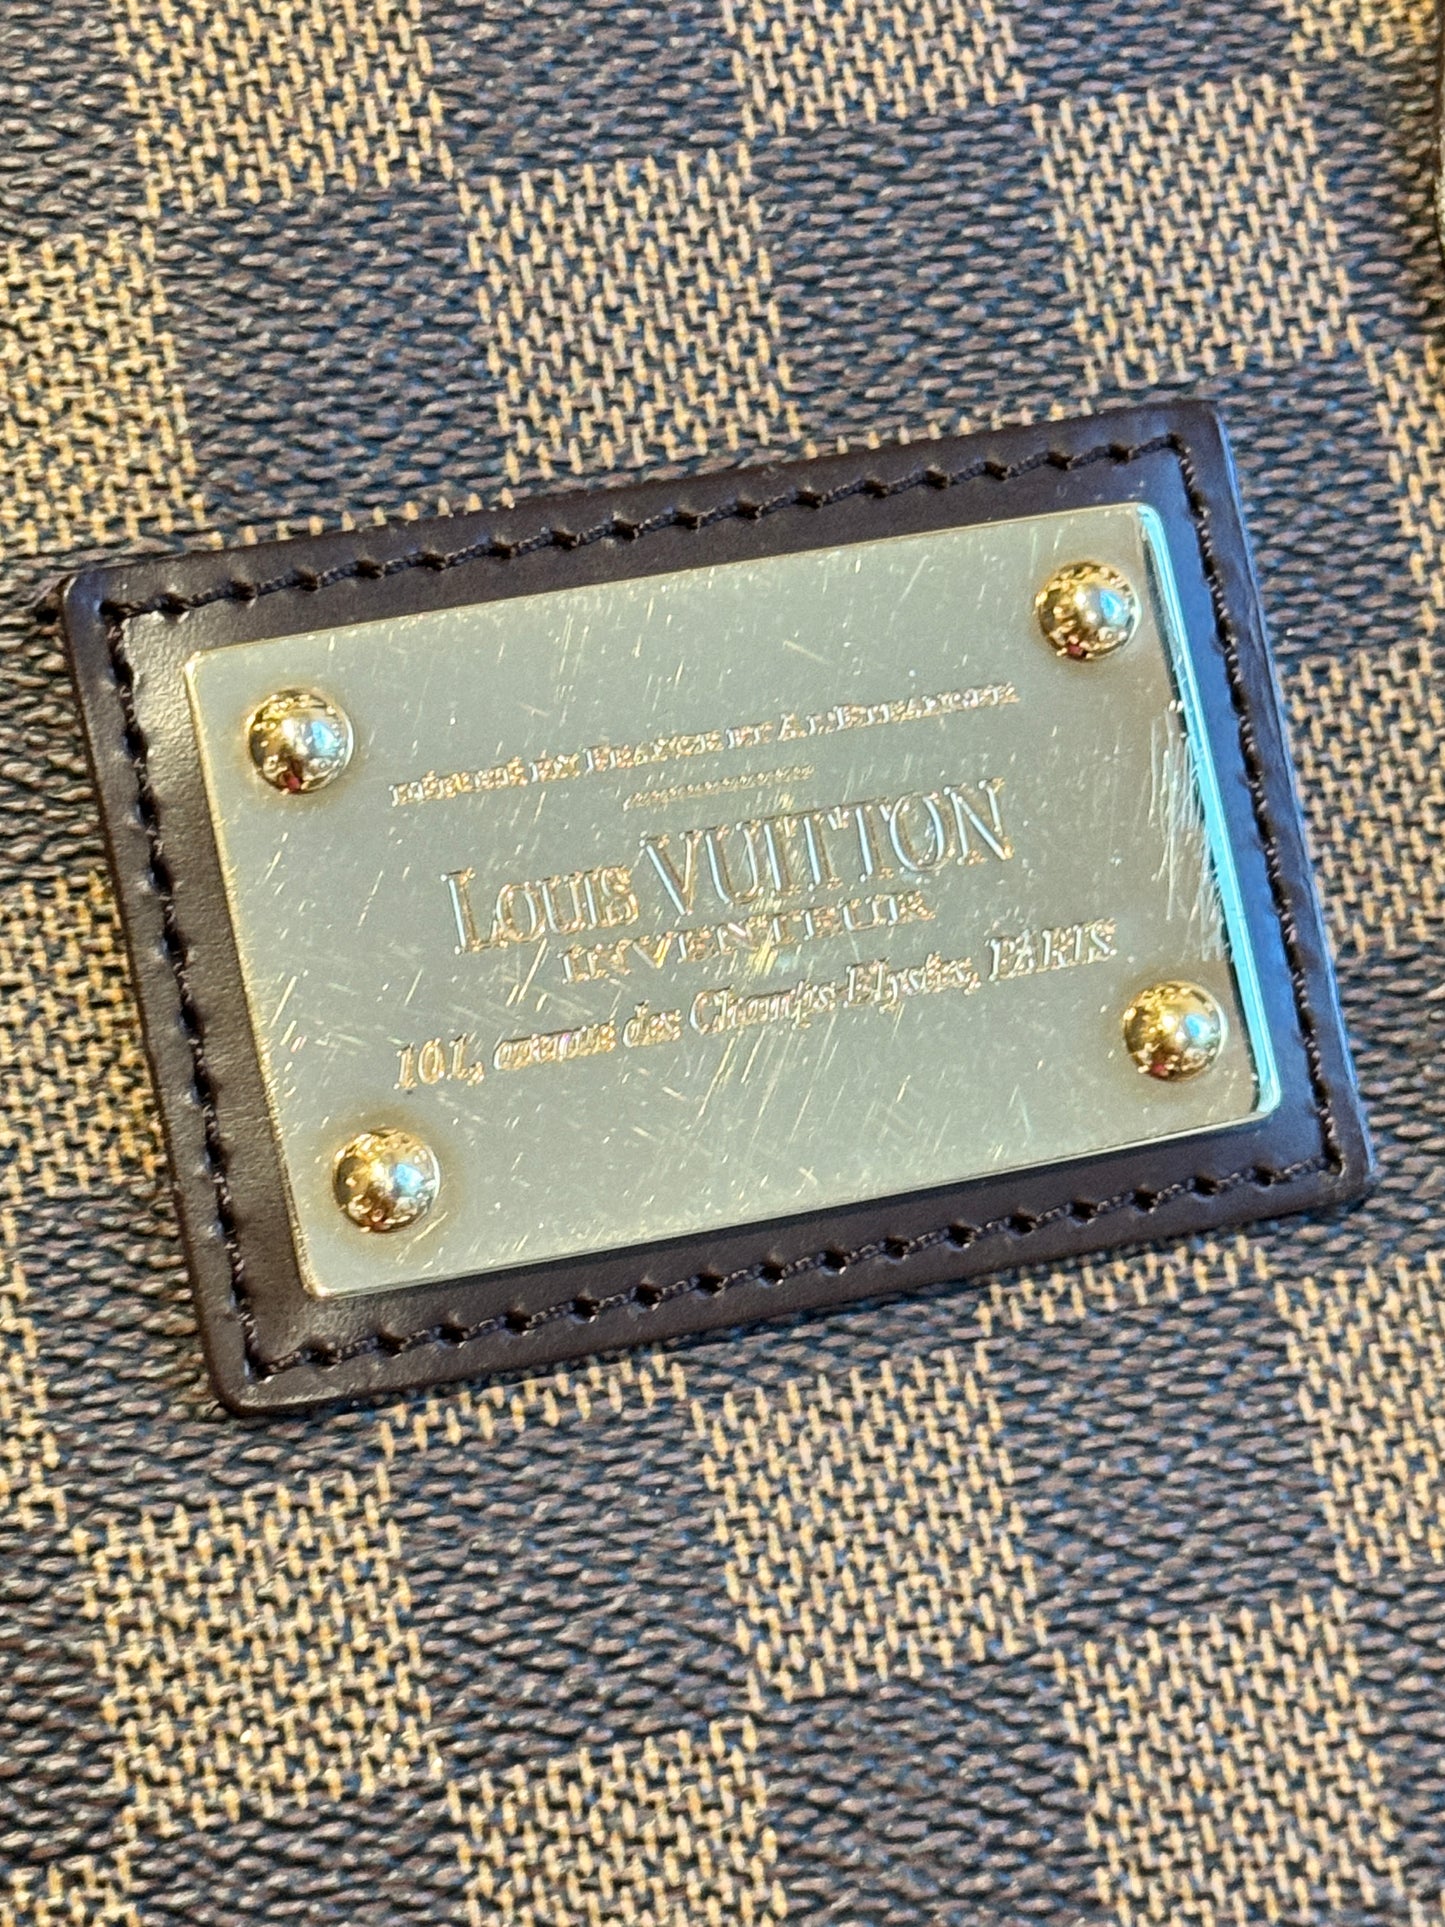 DÉPOSÉ EN FRANCE ET A L'ETRANGER
LOUIS VUITTON
INVENTEUR
101, avenue des Champs Elysées, PARIS